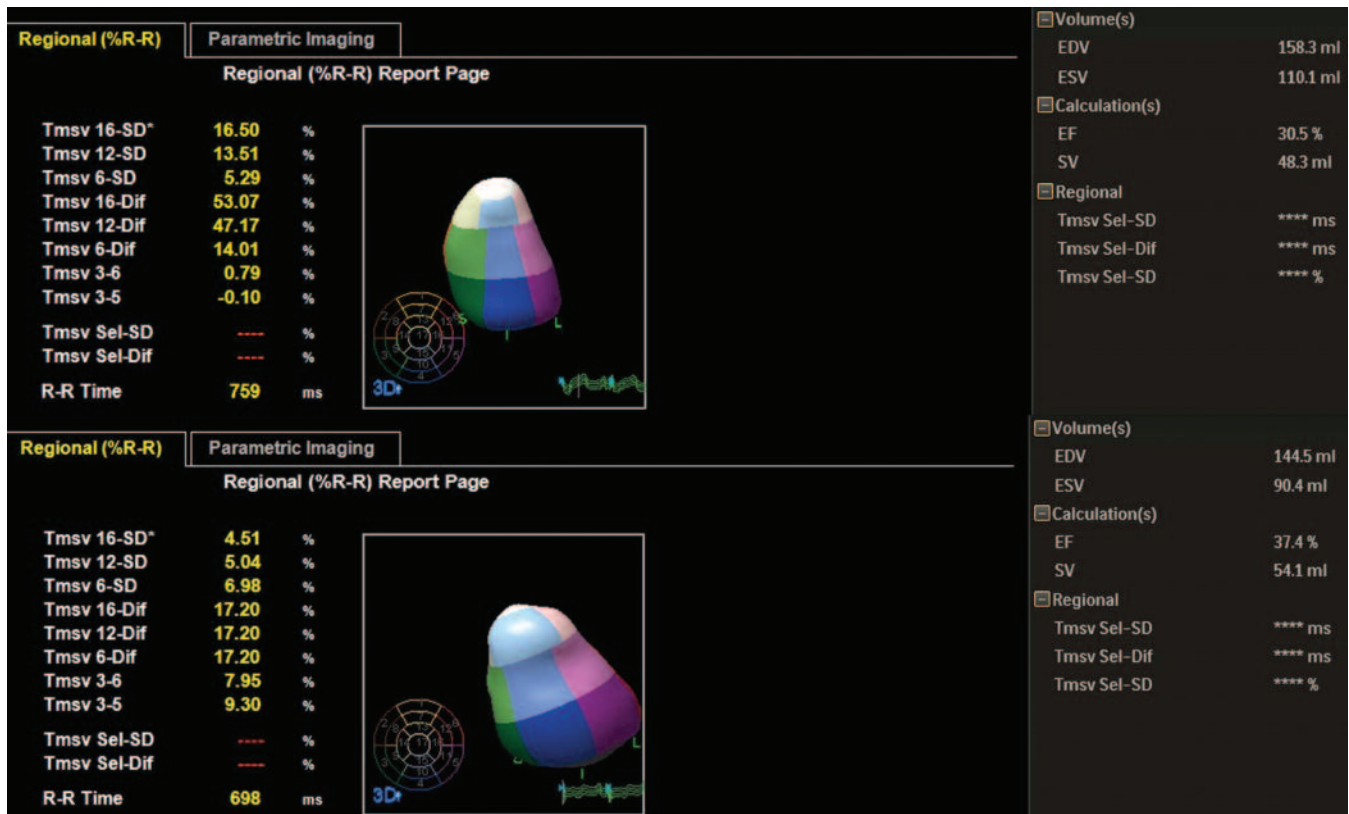 Regional (%R-R) Parametric Imaging
Regional (%R-R) Report Page
Tmsv 16-SD* 16.50 %
Tmsv 12-SD 13.51 %
Tmsv 6-SD 5.29 %
Tmsv 16-Dif 53.07 %
Tmsv 12-Dif 47.17 %
Tmsv 6-Dif 14.01 %
Tmsv 3-6 0.79 %
Tmsv 3-5 -0.10 %
Tmsv Sel-SD ---- %
Tmsv Sel-Dif ---- %
R-R Time 759 ms
S I L
3D
Volume(s)
EDV 158.3 ml
ESV 110.1 ml
Calculation(s)
EF 30.5 %
SV 48.3 ml
Regional
Tmsv Sel-SD **** ms
Tmsv Sel-Dif **** ms
Tmsv Sel-SD **** %
Regional (%R-R) Parametric Imaging
Regional (%R-R) Report Page
Tmsv 16-SD* 4.51 %
Tmsv 12-SD 5.04 %
Tmsv 6-SD 6.98 %
Tmsv 16-Dif 17.20 %
Tmsv 12-Dif 17.20 %
Tmsv 6-Dif 17.20 %
Tmsv 3-6 7.95 %
Tmsv 3-5 9.30 %
Tmsv Sel-SD ---- %
Tmsv Sel-Dif ---- %
R-R Time 698 ms
I L
3D
Volume(s)
EDV 144.5 ml
ESV 90.4 ml
Calculation(s)
EF 37.4 %
SV 54.1 ml
Regional
Tmsv Sel-SD **** ms
Tmsv Sel-Dif **** ms
Tmsv Sel-SD **** %